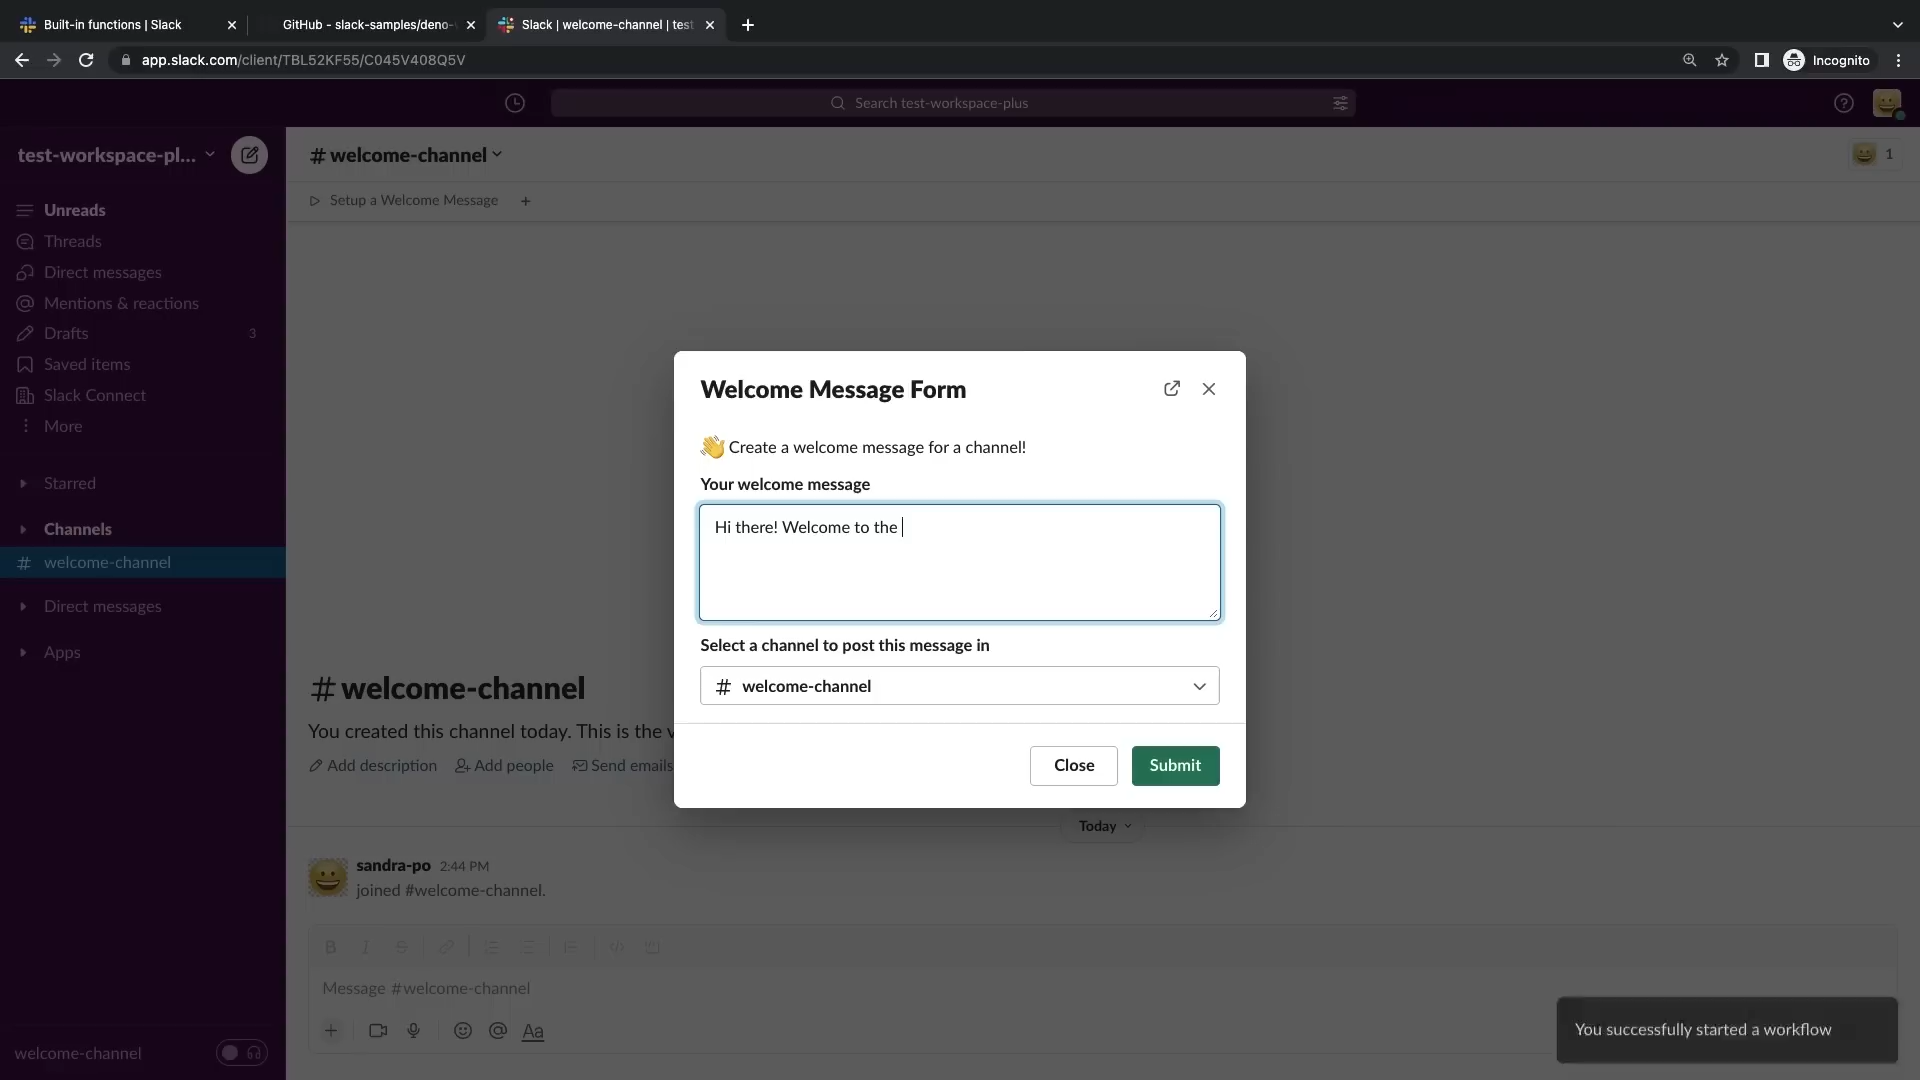 Built-in functions | Slack
GitHub - slack-samples/deno-
Slack | welcome-channel | test
app.slack.com/client/TBL52KF55/C045V408Q5V
Incognito
Search test-workspace-plus
test-workspace-pl...
# welcome-channel
1
Setup a Welcome Message
Unreads
Threads
Direct messages
Mentions & reactions
Drafts 3
Saved items
Slack Connect
More
Starred
Channels
# welcome-channel
Direct messages
Apps
welcome-channel
Welcome Message Form
Create a welcome message for a channel!
Your welcome message
Hi there! Welcome to the
Select a channel to post this message in
# welcome-channel
Close Submit
# welcome-channel
You created this channel today. This is the v
Add description Add people Send emails
Today
sandra-po 2:44 PM
joined #welcome-channel.
Message #welcome-channel
Aa
You successfully started a workflow